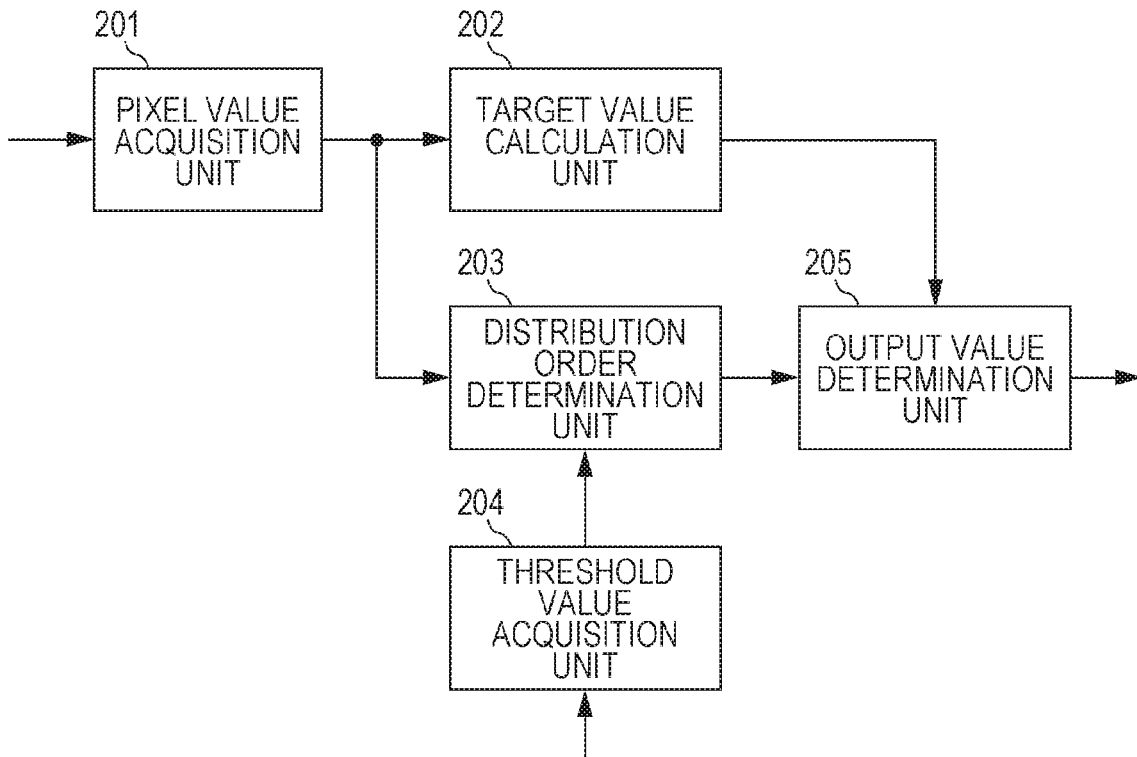 201
PIXEL VALUE
ACQUISITION
UNIT
202
TARGET VALUE
CALCULATION
UNIT
203
DISTRIBUTION
ORDER
DETERMINATION
UNIT
205
OUTPUT VALUE
DETERMINATION
UNIT
204
THRESHOLD
VALUE
ACQUISITION
UNIT